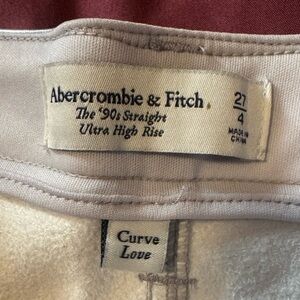 Abercrombie & Fitch.
The '90s Straight
Ultra High Rise
27
4
MADE IN
CHINA
Curve
Love